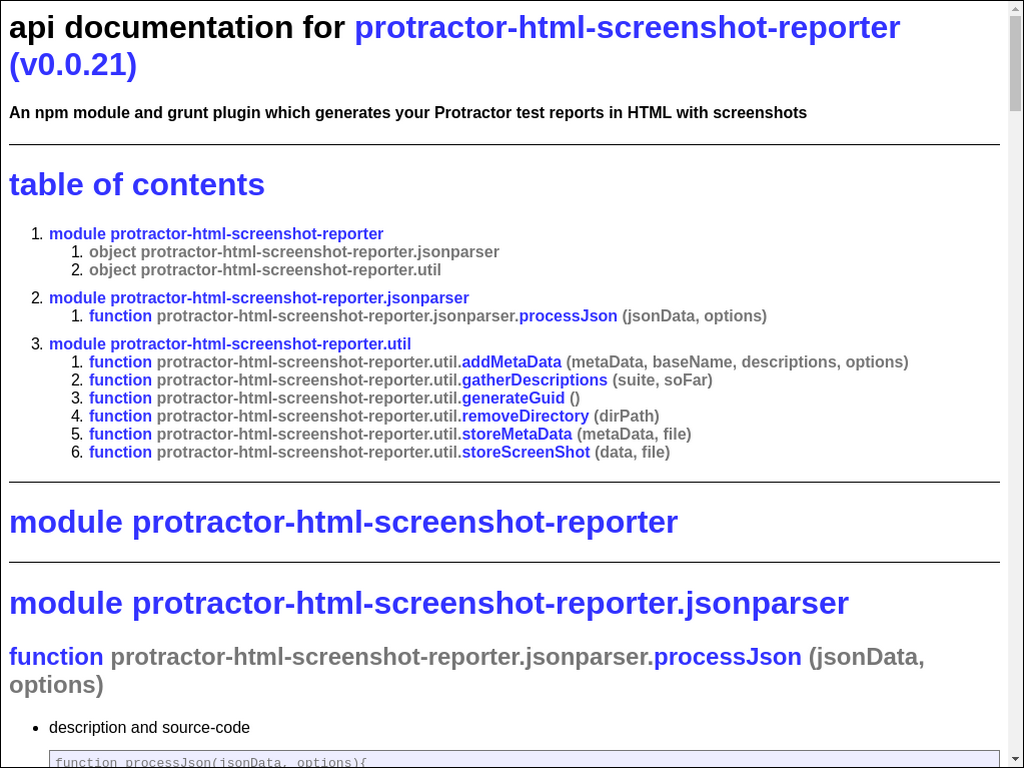 api documentation for protractor-html-screenshot-reporter
(v0.0.21)
An npm module and grunt plugin which generates your Protractor test reports in HTML with screenshots
table of contents
1. module protractor-html-screenshot-reporter
1. object protractor-html-screenshot-reporter.jsonparser
2. object protractor-html-screenshot-reporter.util
2. module protractor-html-screenshot-reporter.jsonparser
1. function protractor-html-screenshot-reporter.jsonparser.processJson (jsonData, options)
3. module protractor-html-screenshot-reporter.util
1. function protractor-html-screenshot-reporter.util.addMetaData (metaData, baseName, descriptions, options)
2. function protractor-html-screenshot-reporter.util.gatherDescriptions (suite, soFar)
3. function protractor-html-screenshot-reporter.util.generateGuid ()
4. function protractor-html-screenshot-reporter.util.removeDirectory (dirPath)
5. function protractor-html-screenshot-reporter.util.storeMetaData (metaData, file)
6. function protractor-html-screenshot-reporter.util.storeScreenShot (data, file)
module protractor-html-screenshot-reporter
module protractor-html-screenshot-reporter.jsonparser
function protractor-html-screenshot-reporter.jsonparser.processJson (jsonData,
options)
• description and source-code
function processJson(jsonData, options){